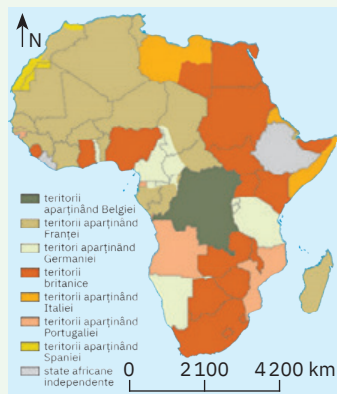 N
teritorii
aparținând Belgiei
teritorii aparținând
Franței
teritori aparținând
Germaniei
teritorii
britanice
teritorii aparținând
Italiei
teritorii aparținând
Portugaliei
teritorii aparținând
Spaniei
state africane
independente
0 2100 4200 km